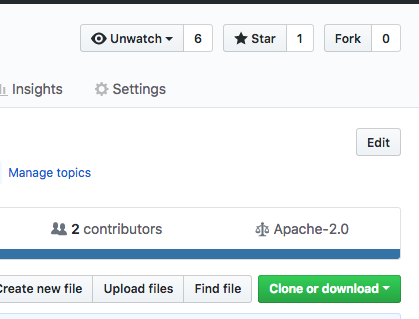 Unwatch 6 Star 1 Fork 0
Insights Settings
Edit
Manage topics
2 contributors Apache-2.0
Create new file Upload files Find file Clone or download